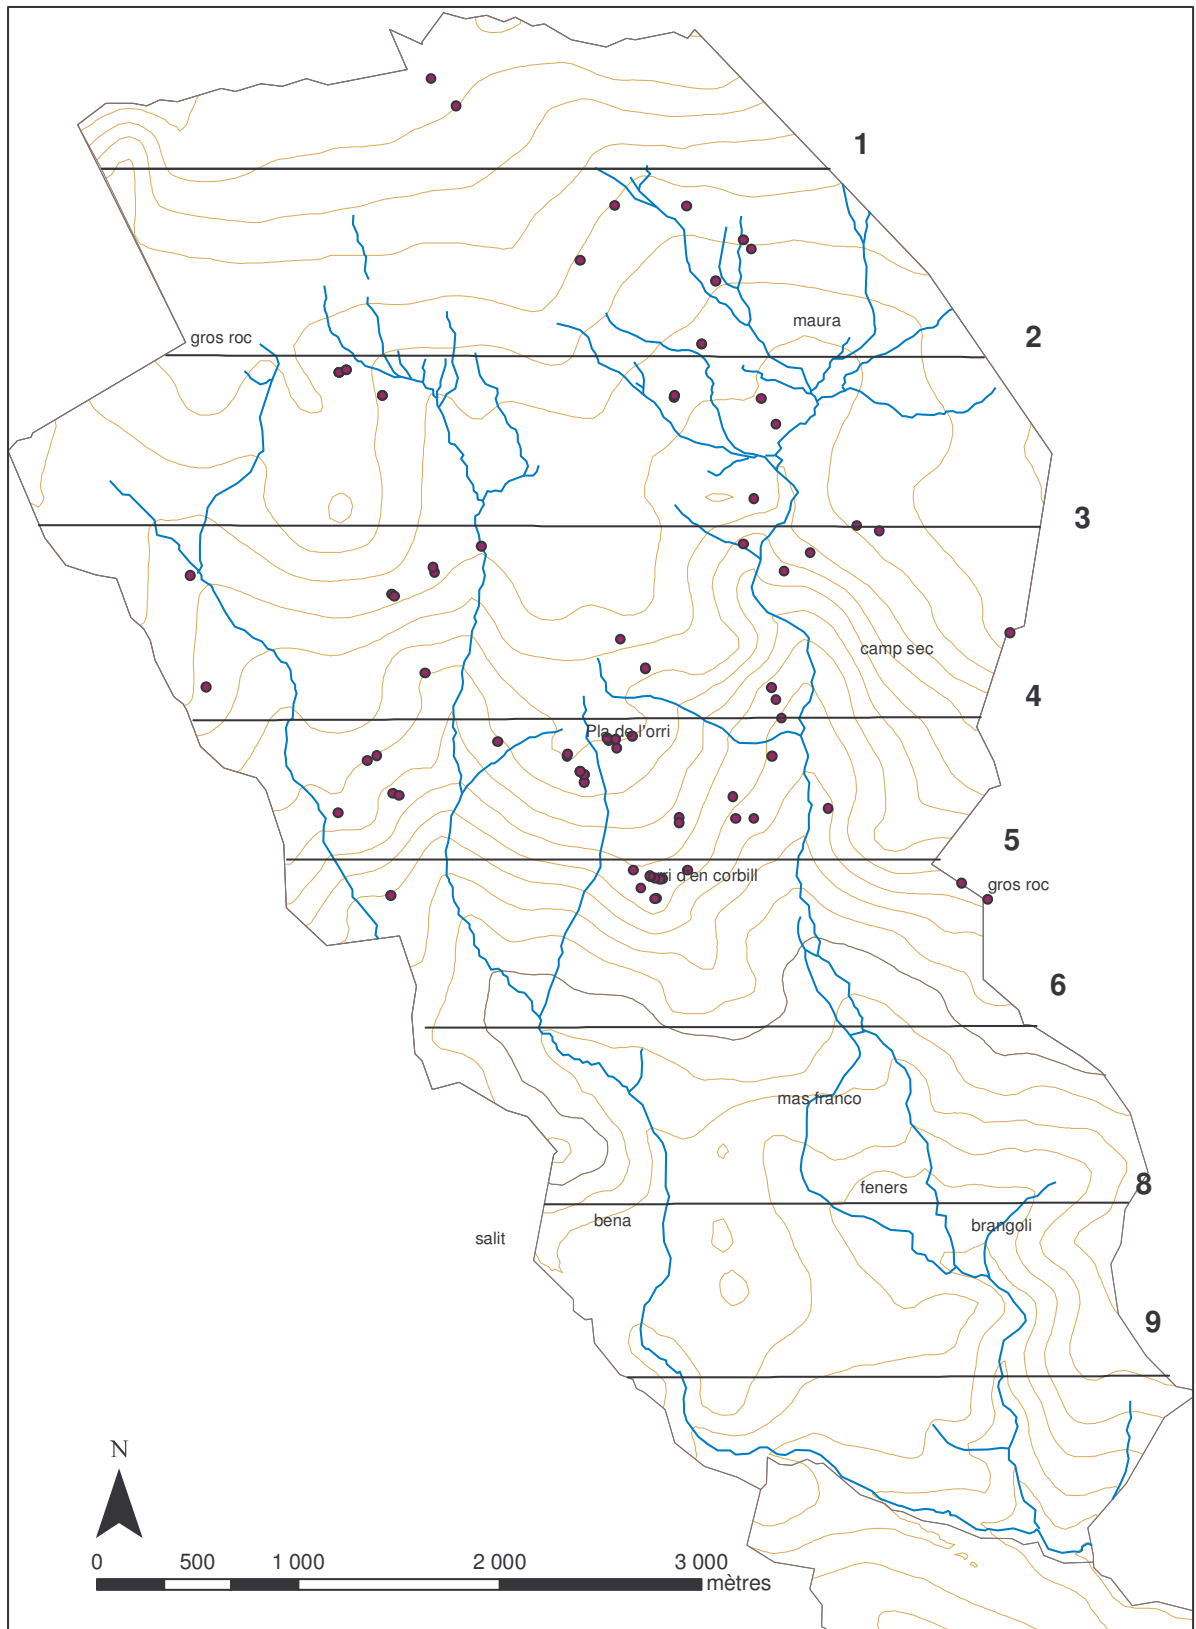 1
maura
2
gros roc
3
camp sec
4
Pla de l'orri
5
orri d'en corbill
gros roc
6
mas franco
8
feners
bena
brangoli
salit
9
N
0 500 1 000 2 000 3 000
mètres